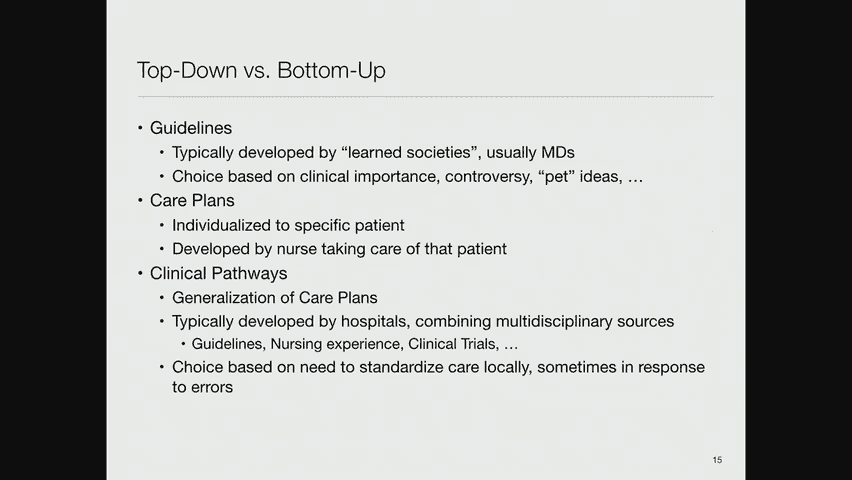 Top-Down vs. Bottom-Up
• Guidelines
• Typically developed by “learned societies”, usually MDs
• Choice based on clinical importance, controversy, “pet” ideas, …
• Care Plans
• Individualized to specific patient
• Developed by nurse taking care of that patient
• Clinical Pathways
• Generalization of Care Plans
• Typically developed by hospitals, combining multidisciplinary sources
• Guidelines, Nursing experience, Clinical Trials, …
• Choice based on need to standardize care locally, sometimes in response
to errors
15